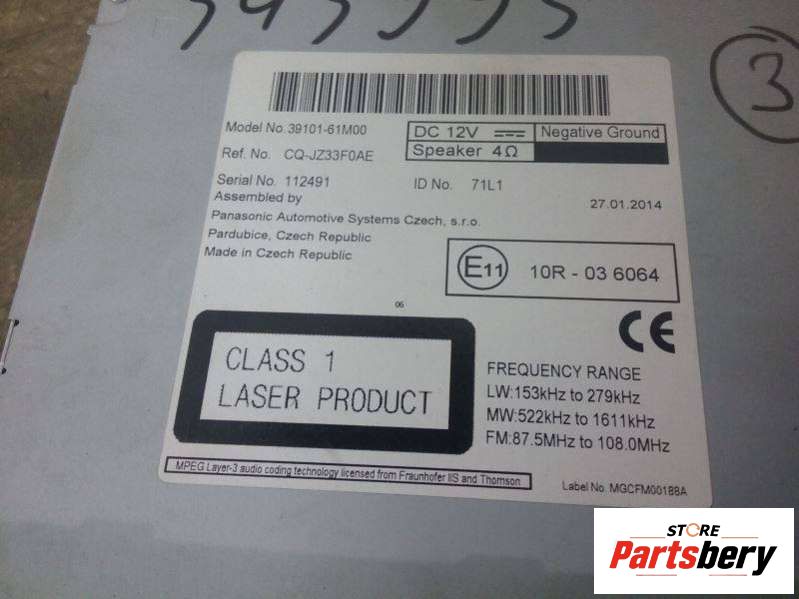 3
Model No. 39101-61M00
DC 12V
Negative Ground
Speaker 4Ω
Ref. No. CQ-JZ33F0AE
Serial No. 112491
ID No. 71L1
Assembled by
27.01.2014
Panasonic Automotive Systems Czech, s.r.o.
Pardubice, Czech Republic
Made in Czech Republic
E11
10R - 03 6064
06
CE
CLASS 1
LASER PRODUCT
FREQUENCY RANGE
LW:153kHz to 279kHz
MW:522kHz to 1611kHz
FM:87.5MHz to 108.0MHz
MPEG Layer-3 audio coding technology licensed from Fraunhofer IIS and Thomson
Label No. MGCFM00188A
STORE
Partsbery